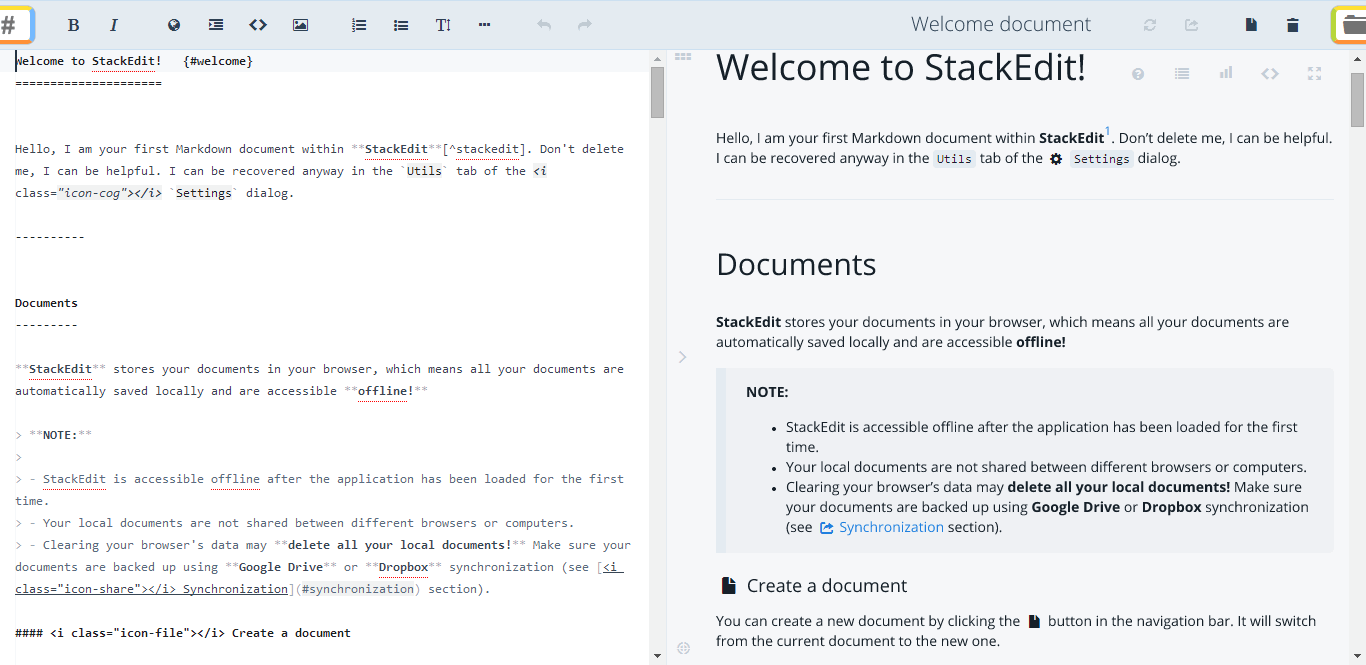 #
B I
Welcome document
Welcome to StackEdit! {#welcome}
=====================
Hello, I am your first Markdown document within **StackEdit**[^stackedit]. Don't delete
me, I can be helpful. I can be recovered anyway in the `Utils` tab of the <i
class="icon-cog"></i> `Settings` dialog.
----------
Documents
---------
**StackEdit** stores your documents in your browser, which means all your documents are
automatically saved locally and are accessible **offline!**
> **NOTE:**
>
> - StackEdit is accessible offline after the application has been loaded for the first
time.
> - Your local documents are not shared between different browsers or computers.
> - Clearing your browser's data may **delete all your local documents!** Make sure your
documents are backed up using **Google Drive** or **Dropbox** synchronization (see [<i
class="icon-share"></i> Synchronization](#synchronization) section).
#### <i class="icon-file"></i> Create a document
Welcome to StackEdit!
Hello, I am your first Markdown document within StackEdit1. Don’t delete me, I can be helpful.
I can be recovered anyway in the Utils tab of the Settings dialog.
Documents
StackEdit stores your documents in your browser, which means all your documents are
automatically saved locally and are accessible offline!
NOTE:
• StackEdit is accessible offline after the application has been loaded for the first
time.
• Your local documents are not shared between different browsers or computers.
• Clearing your browser’s data may delete all your local documents! Make sure
your documents are backed up using Google Drive or Dropbox synchronization
(see Synchronization section).
Create a document
You can create a new document by clicking the button in the navigation bar. It will switch
from the current document to the new one.